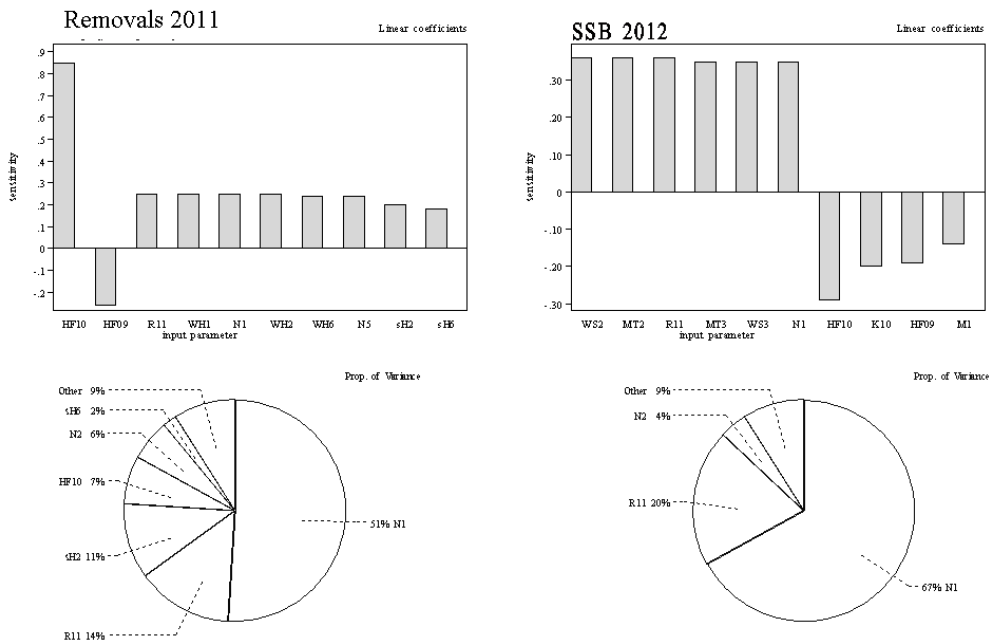 Removals 2011
Linear coefficients
sensitivity
.9
.8
.7
.6
.5
.4
.3
.2
.1
0
-.1
-.2
HF10 HF09 R11 WH1 N1 WH2 WH6 N5 sH2 sH6
input parameter
SSB 2012
Linear coefficients
sensitivity
.30
.20
.10
0
-.10
-.20
-.30
WS2 MT2 R11 MT3 WS3 N1 HF10 K10 HF09 M1
input parameter
Prop. of Variance
Other 9%
sH6 2%
N2 6%
HF10 7%
sH2 11%
R11 14%
51% N1
Prop. of Variance
Other 9%
N2 4%
R11 20%
67% N1